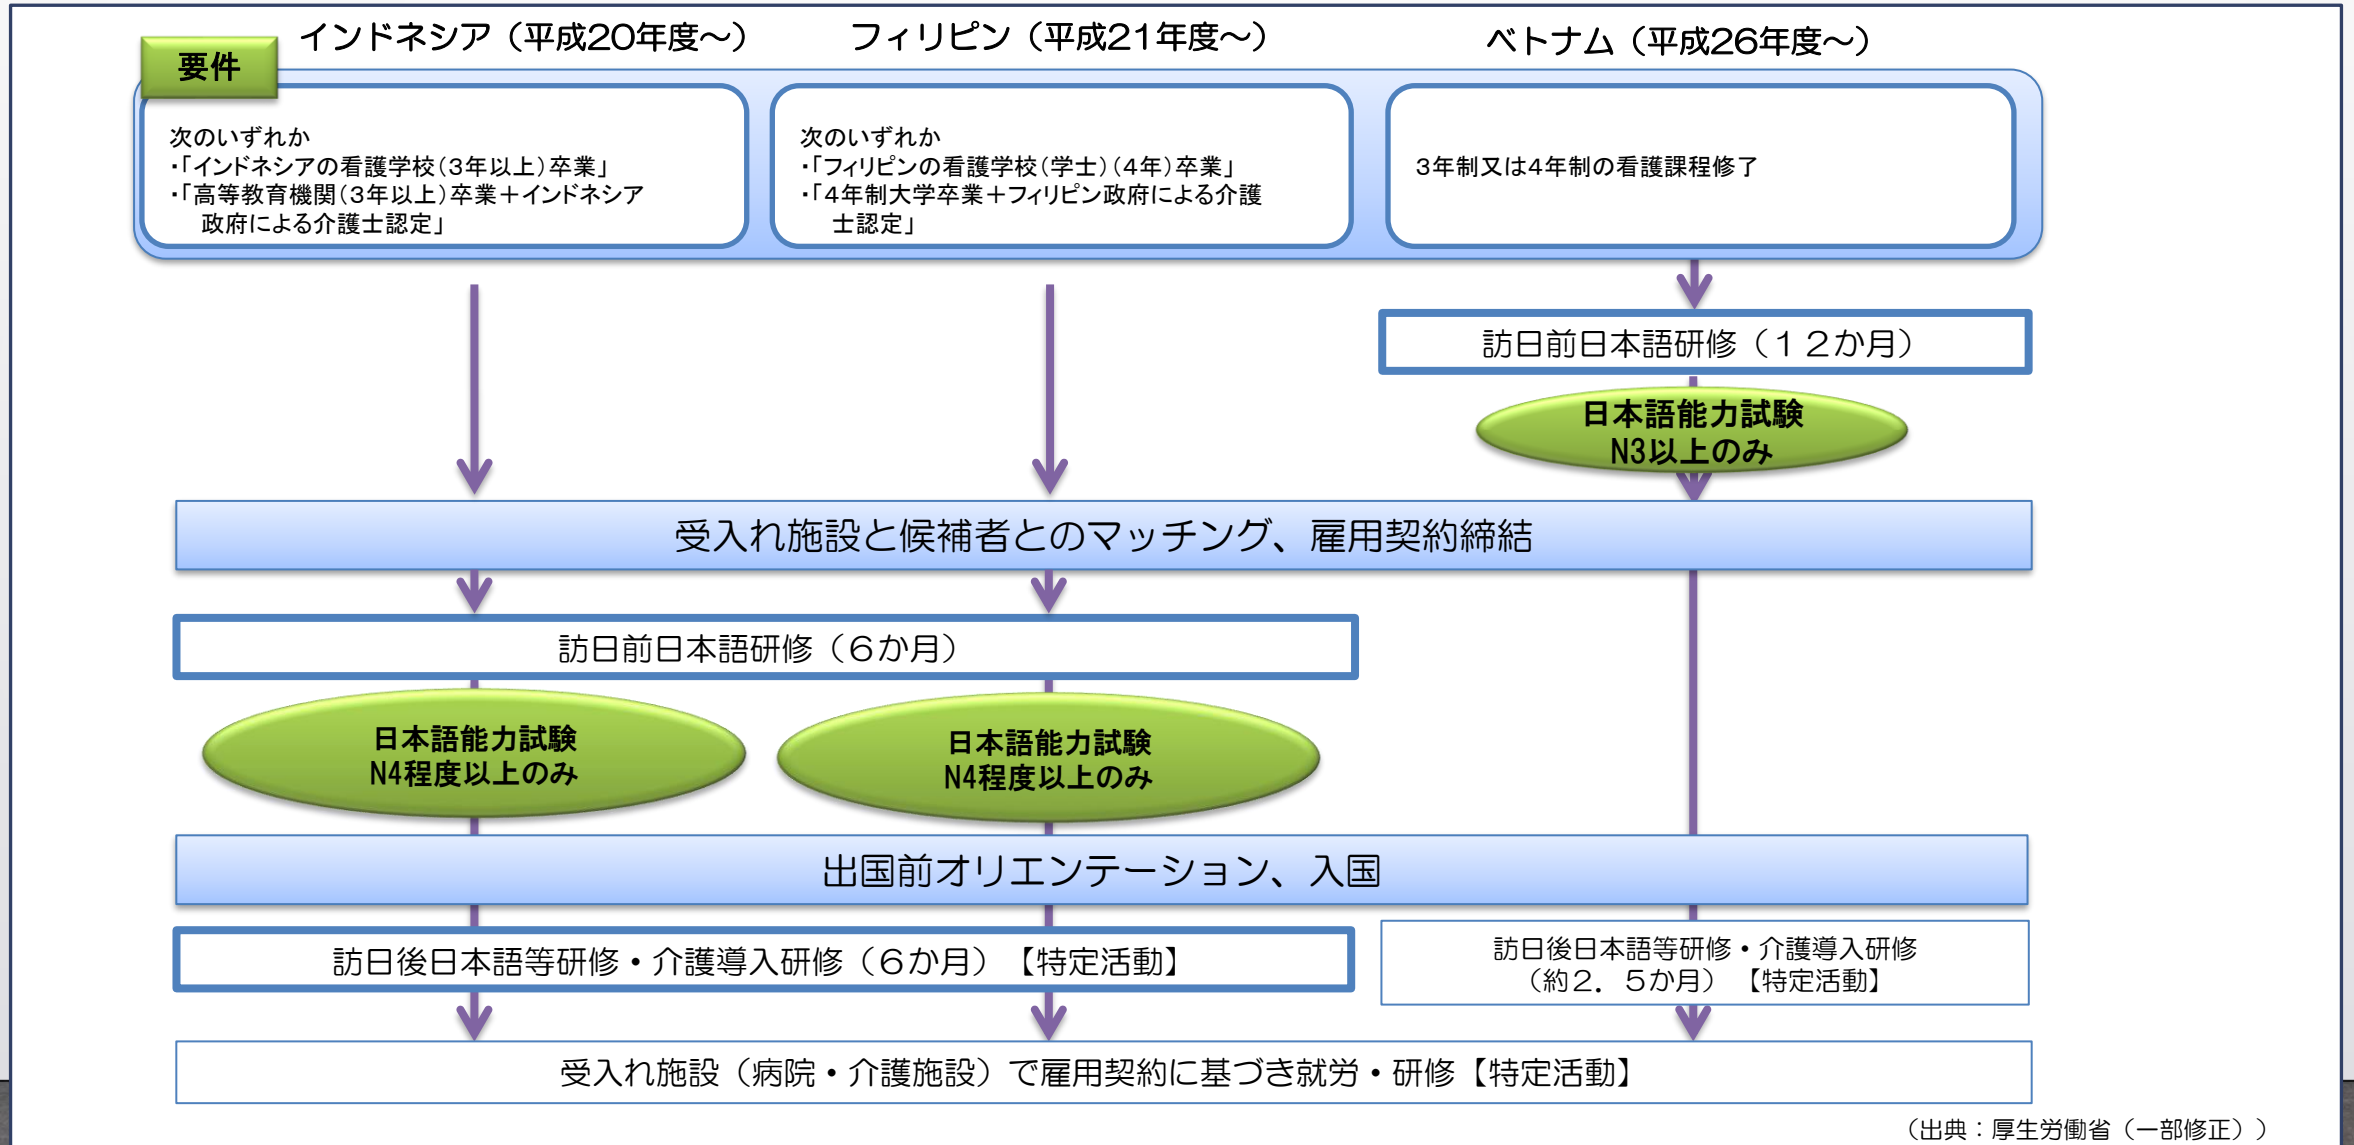 インドネシア（平成20年度～）
フィリピン（平成21年度～）
ベトナム（平成26年度～）
要件
次のいずれか
・「インドネシアの看護学校（３年以上）卒業」
・「高等教育機関（３年以上）卒業＋インドネシア
政府による介護士認定」
次のいずれか
・「フィリピンの看護学校（学士）（４年）卒業」
・「４年制大学卒業＋フィリピン政府による介護
士認定」
３年制又は４年制の看護課程修了
訪日前日本語研修（１２か月）
日本語能力試験
N3以上のみ
受入れ施設と候補者とのマッチング、雇用契約締結
訪日前日本語研修（６か月）
日本語能力試験
N4程度以上のみ
日本語能力試験
N4程度以上のみ
出国前オリエンテーション、入国
訪日後日本語等研修・介護導入研修（６か月）【特定活動】
訪日後日本語等研修・介護導入研修
（約２．５か月）【特定活動】
受入れ施設（病院・介護施設）で雇用契約に基づき就労・研修【特定活動】
（出典：厚生労働省（一部修正））